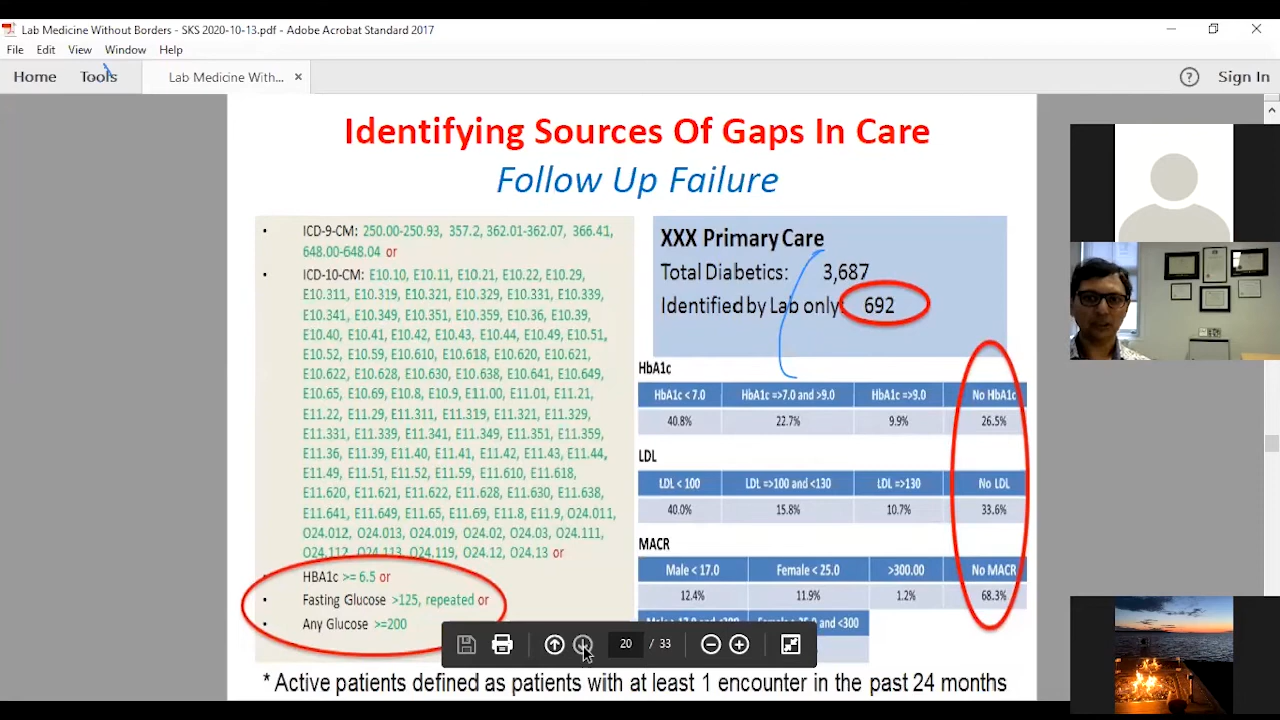 Lab Medicine Without Borders - SKS 2020-10-13.pdf - Adobe Acrobat Standard 2017
File Edit View Window Help
Home Tools Lab Medicine With... × ? Sign In
Identifying Sources Of Gaps In Care
Follow Up Failure
• ICD-9-CM: 250.00-250.93, 357.2, 362.01-362.07, 366.41,
648.00-648.04 or
• ICD-10-CM: E10.10, E10.11, E10.21, E10.22, E10.29,
E10.311, E10.319, E10.321, E10.329, E10.331, E10.339,
E10.341, E10.349, E10.351, E10.359, E10.36, E10.39,
E10.40, E10.41, E10.42, E10.43, E10.44, E10.49, E10.51,
E10.52, E10.59, E10.610, E10.618, E10.620, E10.621,
E10.622, E10.628, E10.630, E10.638, E10.641, E10.649,
E10.65, E10.69, E10.8, E10.9, E11.00, E11.01, E11.21,
E11.22, E11.29, E11.311, E11.319, E11.321, E11.329,
E11.331, E11.339, E11.341, E11.349, E11.351, E11.359,
E11.36, E11.39, E11.40, E11.41, E11.42, E11.43, E11.44,
E11.49, E11.51, E11.52, E11.59, E11.610, E11.618,
E11.620, E11.621, E11.622, E11.628, E11.630, E11.638,
E11.641, E11.649, E11.65, E11.69, E11.8, E11.9, O24.011,
O24.012, O24.013, O24.019, O24.02, O24.03, O24.111,
O24.112, O24.113, O24.119, O24.12, O24.13 or
• HBA1c >= 6.5 or
• Fasting Glucose >125, repeated or
• Any Glucose >=200
XXX Primary Care
Total Diabetics: 3,687
Identified by Lab only: 692
HbA1c
HbA1c < 7.0 HbA1c =>7.0 and >9.0 HbA1c =>9.0 No HbA1c
40.8% 22.7% 9.9% 26.5%
LDL
LDL < 100 LDL =>100 and <130 LDL =>130 No LDL
40.0% 15.8% 10.7% 33.6%
MACR
Male < 17.0 Female < 25.0 >300.00 No MACR
12.4% 11.9% 1.2% 68.3%
20 / 33
* Active patients defined as patients with at least 1 encounter in the past 24 months